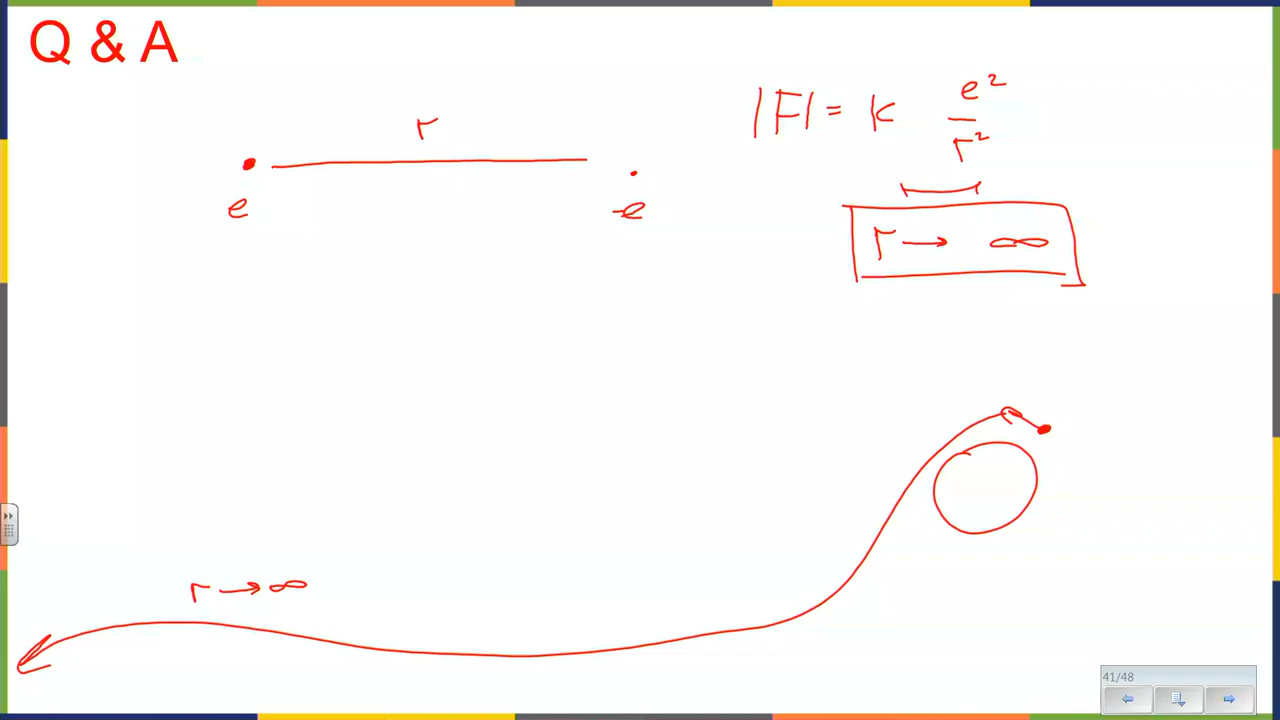 Q & A
r
e
-e
|F| = k e²/r²
r → ∞
r → ∞
41/48